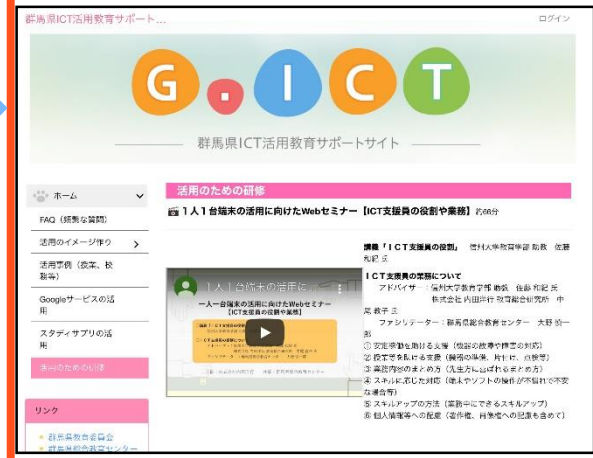 群馬県ICT活用教育サポート...
ログイン
G.ICT
群馬県ICT活用教育サポートサイト
ホーム
FAQ(頻繁な質問)
活用のイメージ作り
活用事例(授業、校
務等)
Googleサービスの活
用
スタディサプリの活
用
活用のための研修
リンク
群馬県教育委員会
群馬県総合教育センター
活用のための研修
1人1台端末の活用に向けたWebセミナー【ICT支援員の役割や業務】約66分
1人1台端末の活用に...
一人一台端末の活用に向けたWebセミナー
【ICT支援員の役割や業務】
講義「ICT支援員の役割」 信州大学教育学部 助教 佐藤
和紀 氏
ICT支援員の業務について
アドバイザー:信州大学教育学部 助教 佐藤 和紀 氏
株式会社 内田洋行 教育総合研究所 中
尾 教子 氏
ファシリテーター:群馬県総合教育センター 大野 慎一
郎
① 安定稼働を助ける支援(機器の故障や障害の対応)
② 授業等を助ける支援(機器の準備、片付け、点検等)
③ 業務内容のまとめ方(先生方に喜ばれるまとめ方)
④ スキルに応じた対応(端末やソフトの操作が不慣れで不安
な場合等)
⑤ スキルアップの方法(業務中にできるスキルアップ)
⑥ 個人情報等への配慮(著作権、肖像権への配慮も含めて)